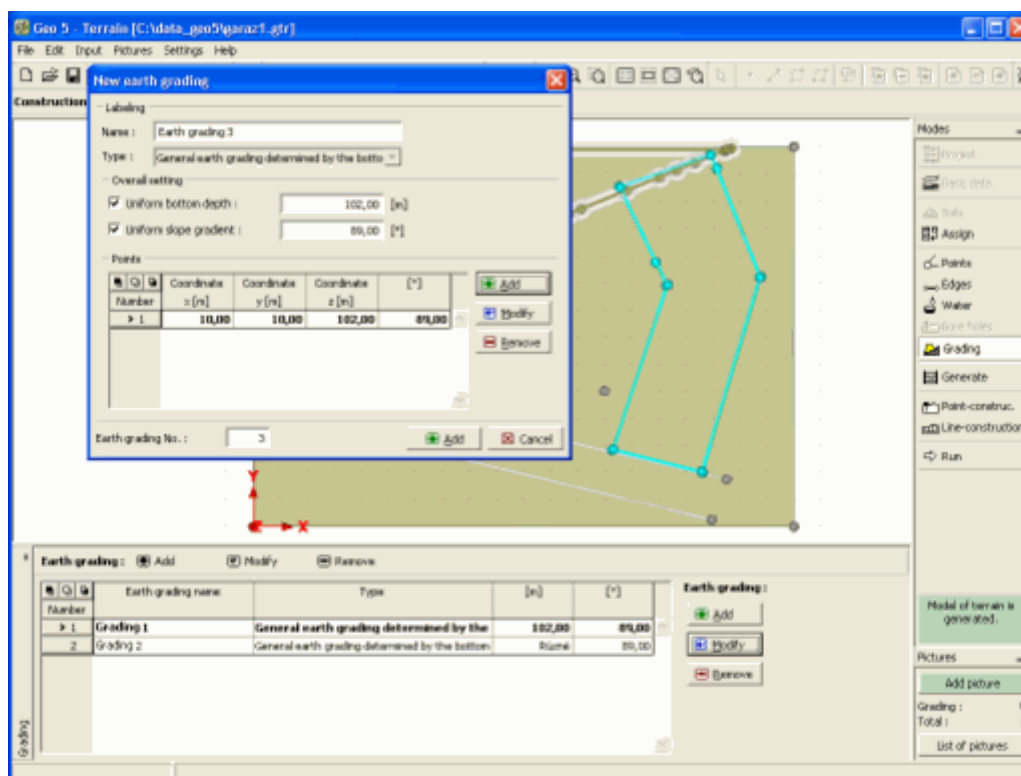 Geo 5 - Terrain [C:\data_geo5\garaz1.gtr]
File Edit Input Pictures Settings Help
Construction
New earth grading
Labeling
Name : Earth grading 3
Type : General earth grading determined by the botto
Overall setting
Uniform bottom depth : 102,00 [m]
Uniform slope gradient : 89,00 [°]
Points
Coordinate Coordinate Coordinate [°]
Number x [m] y [m] z [m]
1 10,00 10,00 102,00 89,00
Add
Modify
Remove
Earth grading No. : 3 Add Cancel
Y
X
Modes
Project
Basic data
Soils
Assign
Points
Edges
Water
Bore holes
Grading
Generate
Point-construc.
Line-construction
Run
Model of terrain is
generated.
Pictures
Add picture
Grading :
Total :
List of pictures
Earth grading : Add Modify Remove
Earth grading name Type [m] [°]
Number
1 Grading 1 General earth grading determined by the 102,00 89,00
2 Grading 2 General earth grading determined by the bottom Různé 89,00
Earth grading :
Add
Modify
Remove
Grading